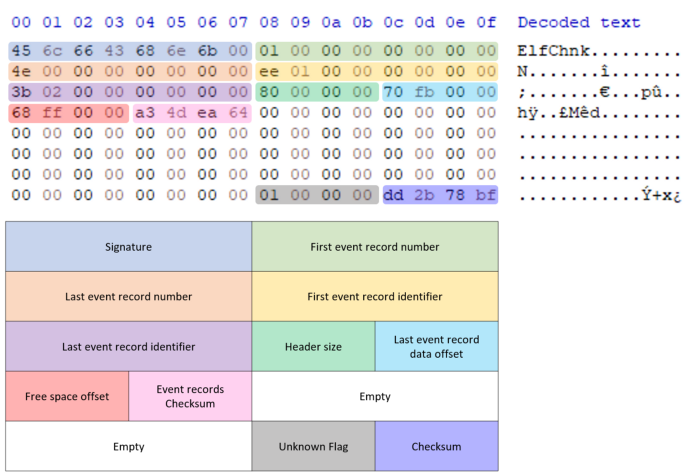 00 01 02 03 04 05 06 07 08 09 0a 0b 0c 0d 0e 0f Decoded text
45 6c 66 43 68 6e 6b 00 01 00 00 00 00 00 00 00 ElfChnk.........
4e 00 00 00 00 00 00 00 ee 01 00 00 00 00 00 00 N.......î.......
3b 02 00 00 00 00 00 00 80 00 00 00 70 fb 00 00 ;.......€...pû..
68 ff 00 00 a3 4d ea 64 00 00 00 00 00 00 00 00 hÿ..£Mêd........
00 00 00 00 00 00 00 00 00 00 00 00 00 00 00 00 ................
00 00 00 00 00 00 00 00 00 00 00 00 00 00 00 00 ................
00 00 00 00 00 00 00 00 00 00 00 00 00 00 00 00 ................
00 00 00 00 00 00 00 00 01 00 00 00 dd 2b 78 bf ............Ý+x¿
Signature First event record number
Last event record number First event record identifier
Last event record identifier Header size Last event record
data offset
Free space offset Event records
Checksum Empty
Empty Unknown Flag Checksum